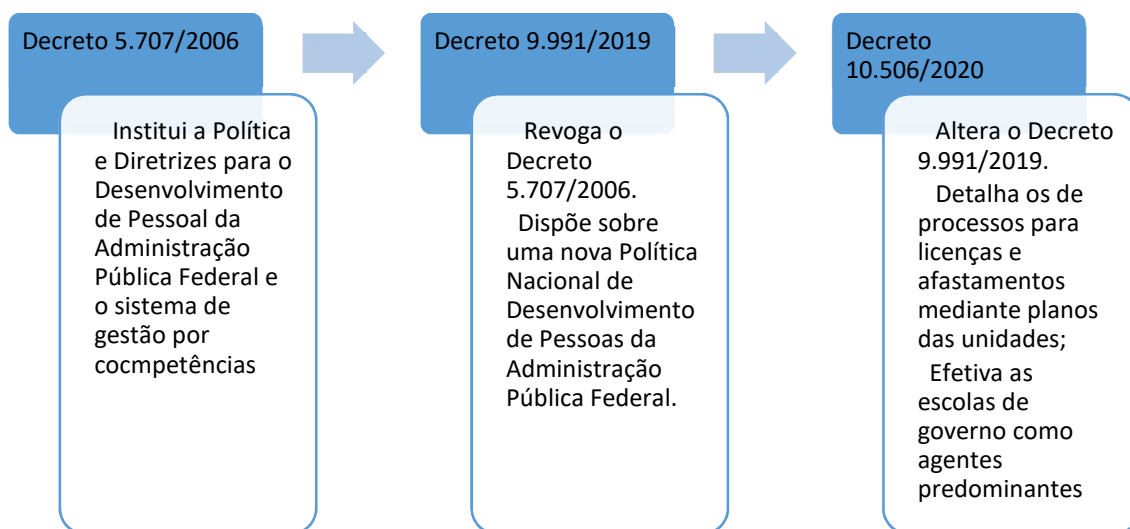 Decreto 5.707/2006
Institui a Política
e Diretrizes para o
Desenvolvimento
de Pessoal da
Administração
Pública Federal e
o sistema de
gestão por
cocmpetências
Decreto 9.991/2019
Revoga o
Decreto
5.707/2006.
Dispõe sobre
uma nova Política
Nacional de
Desenvolvimento
de Pessoas da
Administração
Pública Federal.
Decreto
10.506/2020
Altera o Decreto
9.991/2019.
Detalha os de
processos para
licenças e
afastamentos
mediante planos
das unidades;
Efetiva as
escolas de
governo como
agentes
predominantes